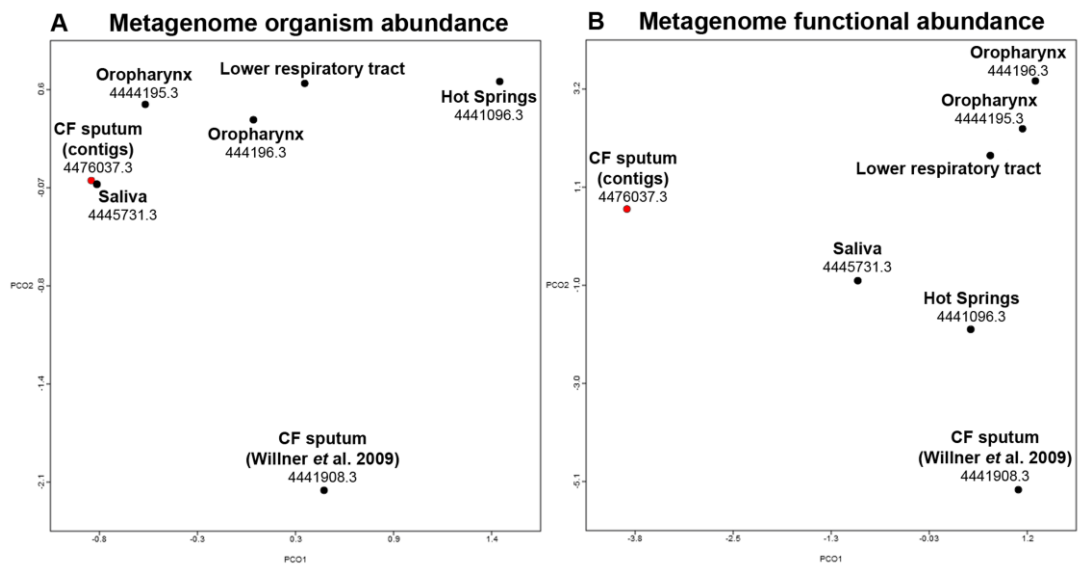 A Metagenome organism abundance
0.6
-0.07
PCO2
-0.8
-1.4
-2.1
-0.8
-0.3
0.3
0.9
1.4
PCO1
Oropharynx
4444195.3
Lower respiratory tract
Hot Springs
4441096.3
CF sputum
(contigs)
4476037.3
Oropharynx
444196.3
Saliva
4445731.3
CF sputum
(Willner et al. 2009)
4441908.3
B Metagenome functional abundance
3.2
1.1
PCO2
-1.0
-3.0
-5.1
-3.8
-2.5
-1.3
-0.03
1.2
PCO1
Oropharynx
444196.3
Oropharynx
4444195.3
CF sputum
(contigs)
4476037.3
Lower respiratory tract
Saliva
4445731.3
Hot Springs
4441096.3
CF sputum
(Willner et al. 2009)
4441908.3